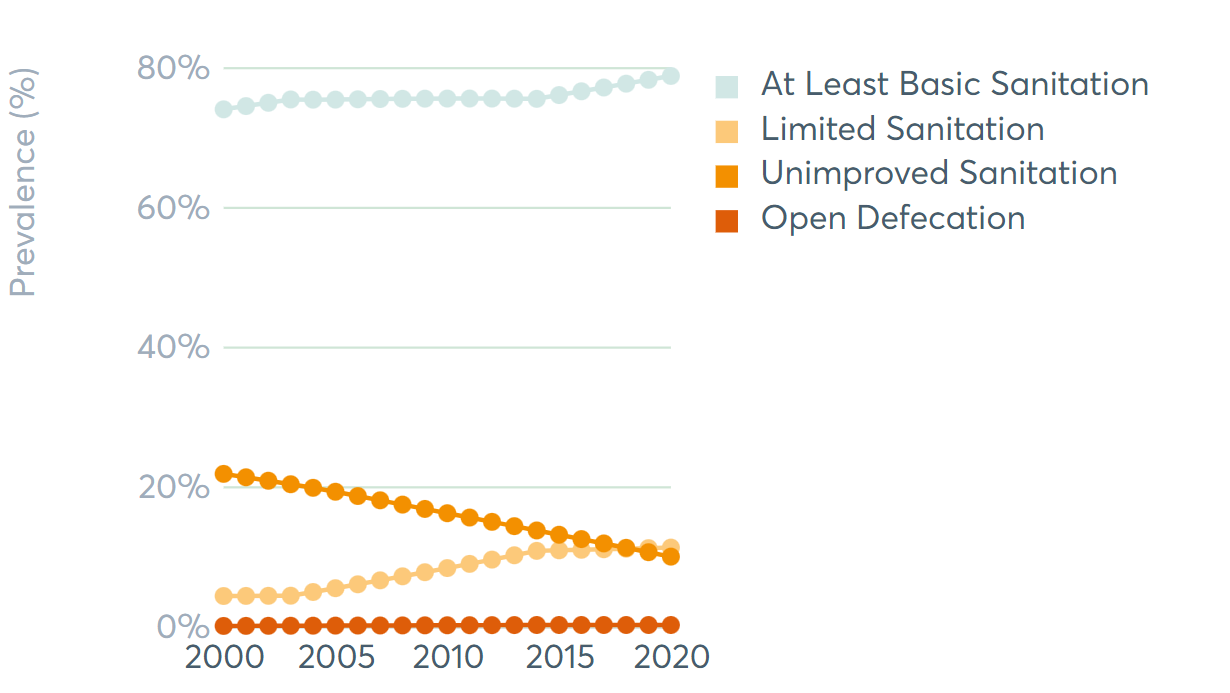 Prevalence (%)
80%
60%
40%
20%
0%
2000 2005 2010 2015 2020
At Least Basic Sanitation
Limited Sanitation
Unimproved Sanitation
Open Defecation